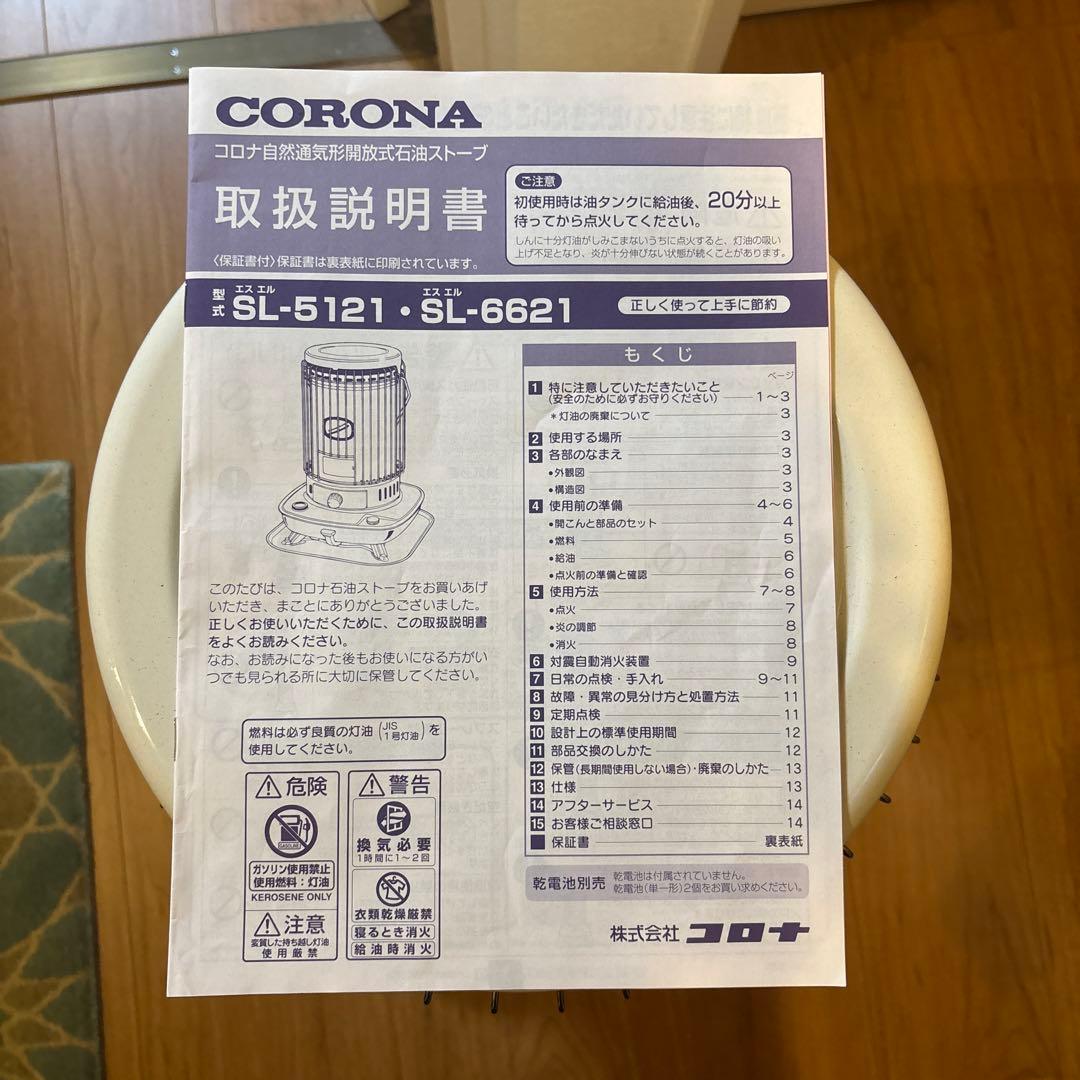 CORONA
コロナ自然通気形開放式石油ストーブ
取扱説明書
〈保証書付〉保証書は裏表紙に印刷されています。
ご注意
初使用時は油タンクに給油後、20分以上
待ってから点火してください。
しんに十分灯油がしみこまないうちに点火すると、灯油の吸い
上げ不足となり、炎が十分伸びない状態が続くことがあります。
型式 エスエル SL-5121・エスエル SL-6621
正しく使って上手に節約
もくじ
ページ
1 特に注意していただきたいこと
(安全のために必ずお守りください) 1〜3
＊灯油の廃棄について 3
2 使用する場所 3
3 各部のなまえ 3
●外観図 3
●構造図 3
4 使用前の準備 4〜6
●開こんと部品のセット 4
●燃料 5
●給油 6
●点火前の準備と確認 6
5 使用方法 7〜8
●点火 7
●炎の調節 8
●消火 8
6 対震自動消火装置 9
7 日常の点検・手入れ 9〜11
8 故障・異常の見分け方と処置方法 11
9 定期点検 11
10 設計上の標準使用期間 12
11 部品交換のしかた 12
12 保管(長期間使用しない場合)・廃棄のしかた 13
13 仕様 13
14 アフターサービス 14
15 お客様ご相談窓口 14
■ 保証書 裏表紙
このたびは、コロナ石油ストーブをお買いあげ
いただき、まことにありがとうございました。
正しくお使いいただくために、この取扱説明書
をよくお読みください。
なお、お読みになった後もお使いになる方がい
つでも見られる所に大切に保管してください。
燃料は必ず良質の灯油(JIS 1号灯油)を
使用してください。
危険
GASOLINE
ガソリン使用禁止
使用燃料：灯油
KEROSENE ONLY
注意
変質した持ち越し灯油
使用厳禁
警告
換気必要
1時間に1〜2回
衣類乾燥厳禁
寝るとき消火
給油時消火
乾電池別売
乾電池は付属されていません。
乾電池(単一形)2個をお買い求めください。
株式会社 コロナ